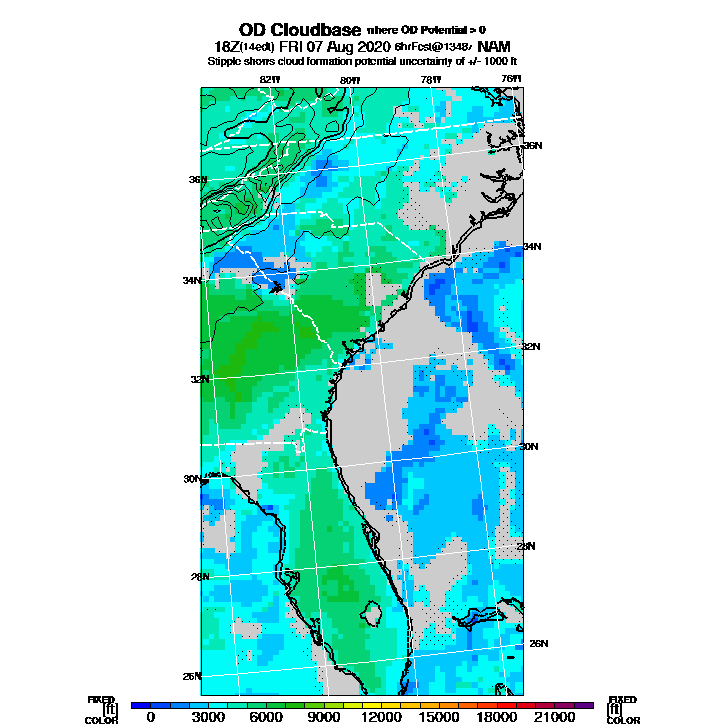 OD Cloudbase where OD Potential > 0
18Z(14edt) FRI 07 Aug 2020 6hrFcst@1348z NAM
Stipple shows cloud formation potential uncertainty of +/- 1000 ft
82W 80W 78W 76W
36N
36N
34N
34N
32N
32N
30N
30N
28N
28N
26N
26N
FIXED FIXED
[ft] [ft]
COLOR COLOR
0 3000 6000 9000 12000 15000 18000 21000